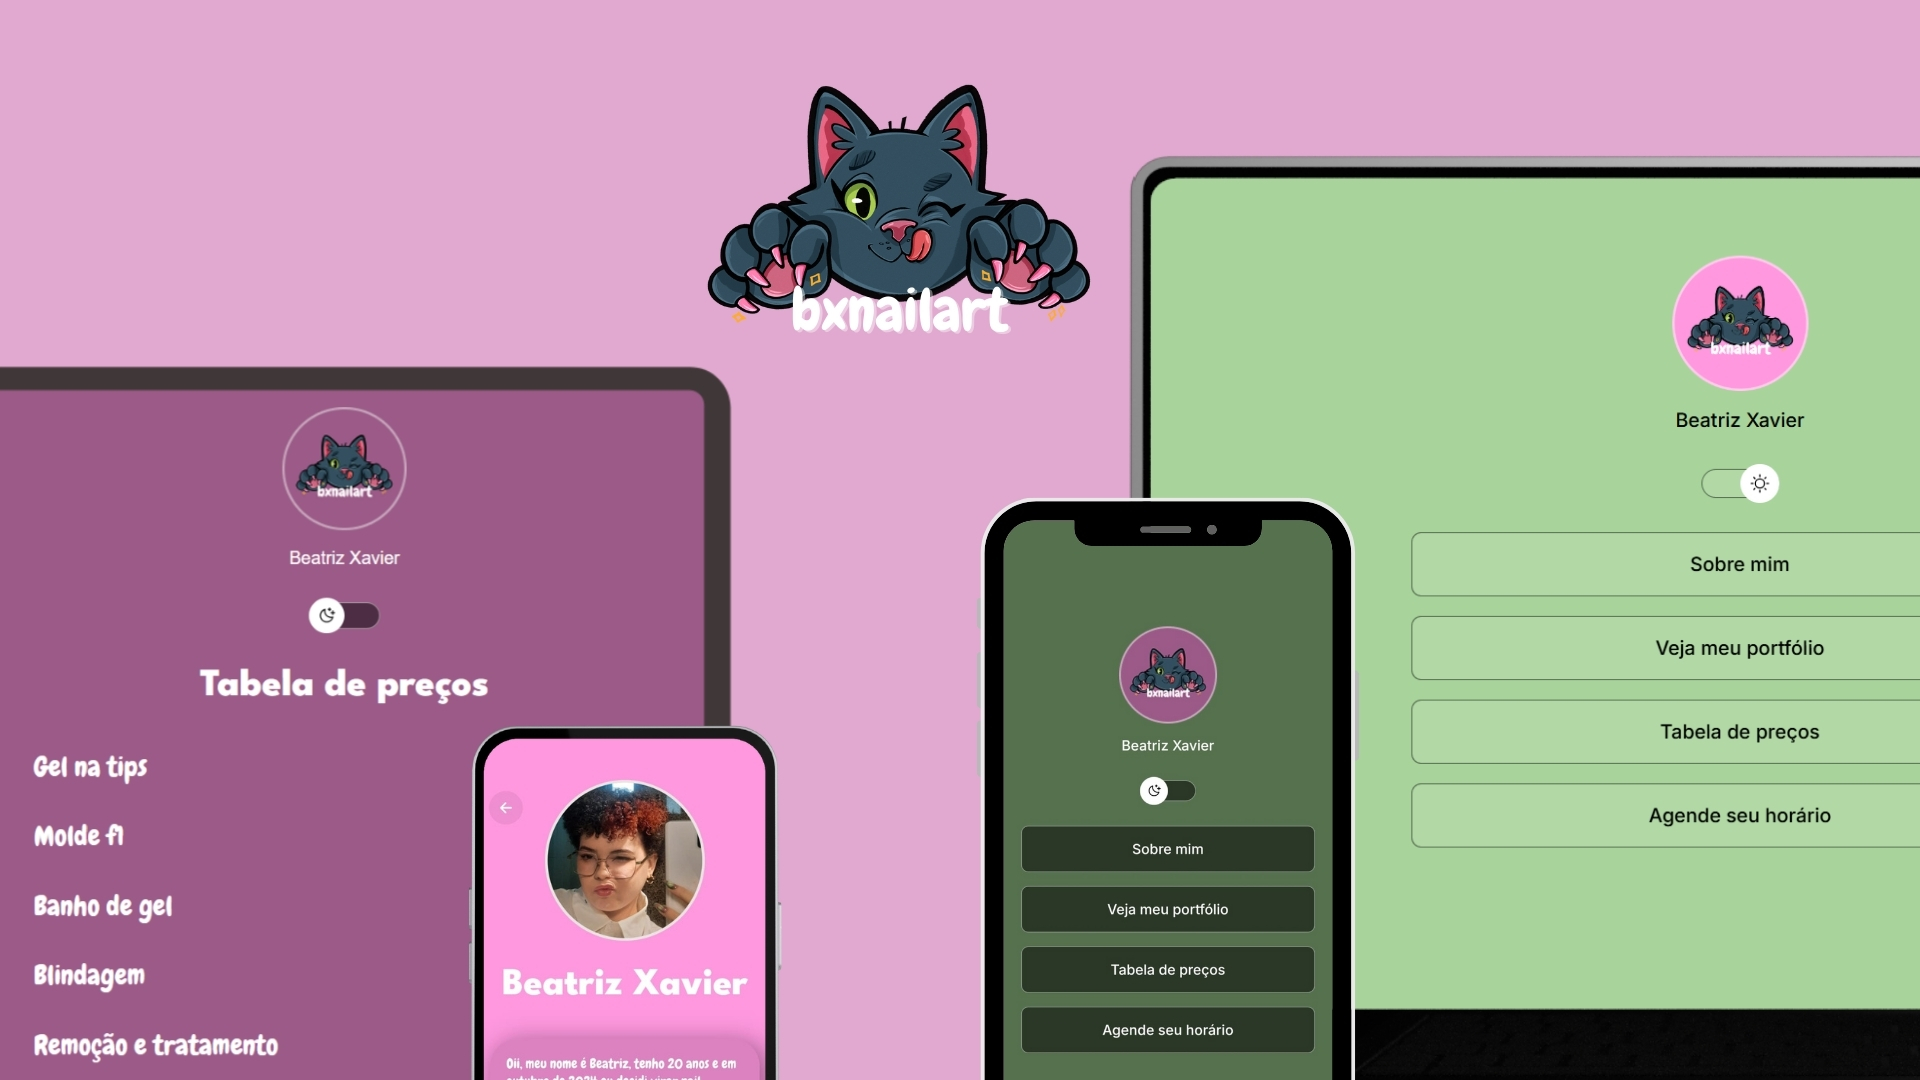 bxnailart
bxnailart
Beatriz Xavier
Tabela de preços
Gel na tips
Molde f1
Banho de gel
Blindagem
Remoção e tratamento
Beatriz Xavier
Oii, meu nome é Beatriz, tenho 20 anos e em
bxnailart
Beatriz Xavier
Sobre mim
Veja meu portfólio
Tabela de preços
Agende seu horário
bxnailart
Beatriz Xavier
Sobre mim
Veja meu portfólio
Tabela de preços
Agende seu horário